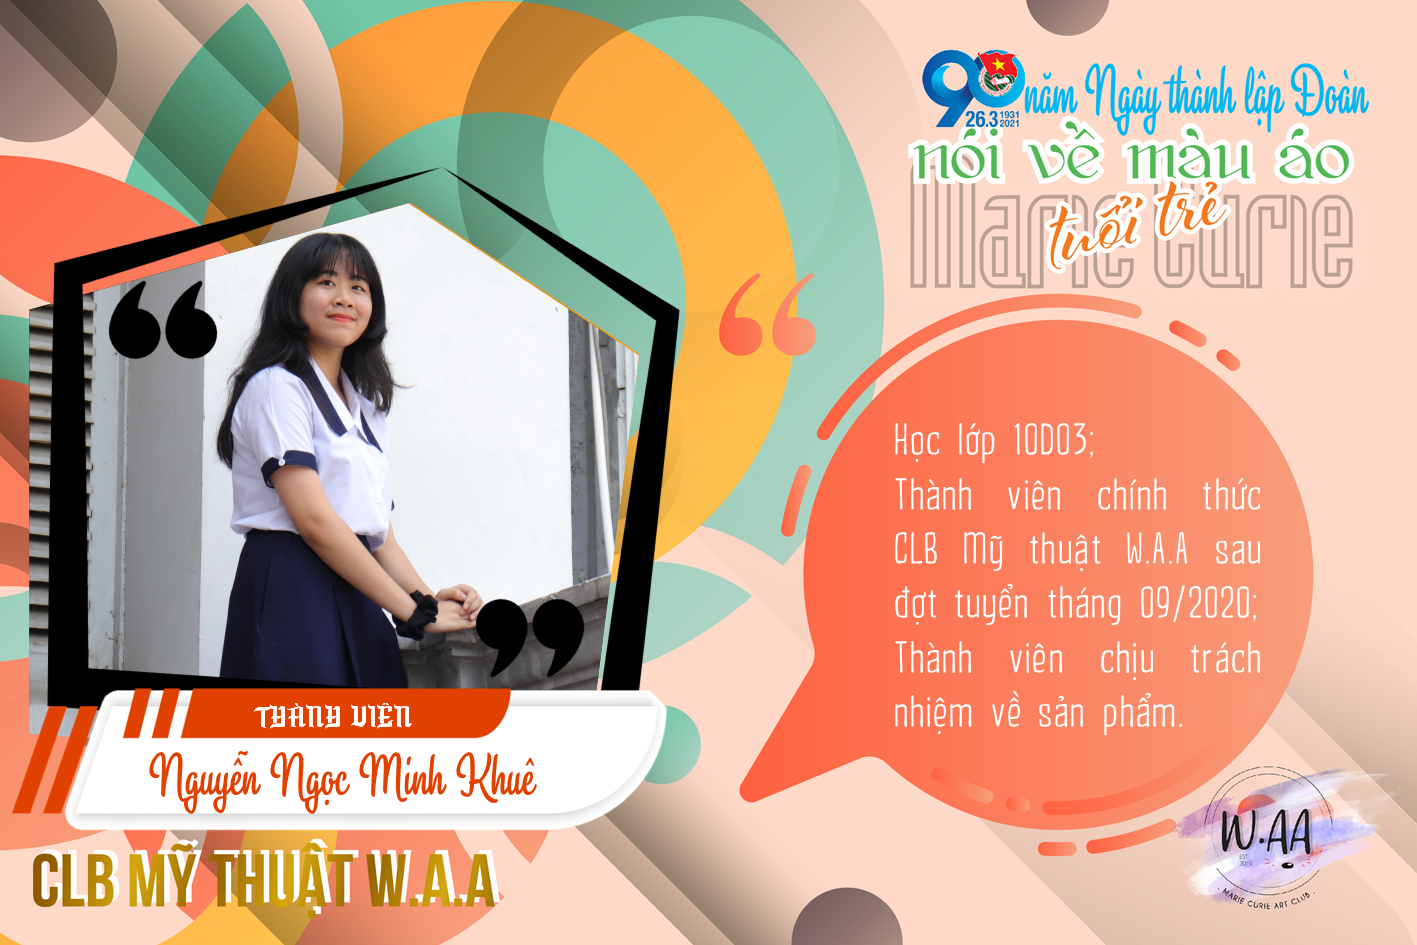 90 năm Ngày thành lập Đoàn
26.3 1931 2021
nói về màu áo
tuổi trẻ
Marie Curie
Học lớp 10D03;
Thành viên chính thức
CLB Mỹ thuật W.A.A sau
đợt tuyển tháng 09/2020;
Thành viên chịu trách
nhiệm về sản phẩm.
THÀNH VIÊN
Nguyễn Ngọc Minh Khuê
CLB MỸ THUẬT W.A.A
W.AA
MARIE CURIE ART CLUB